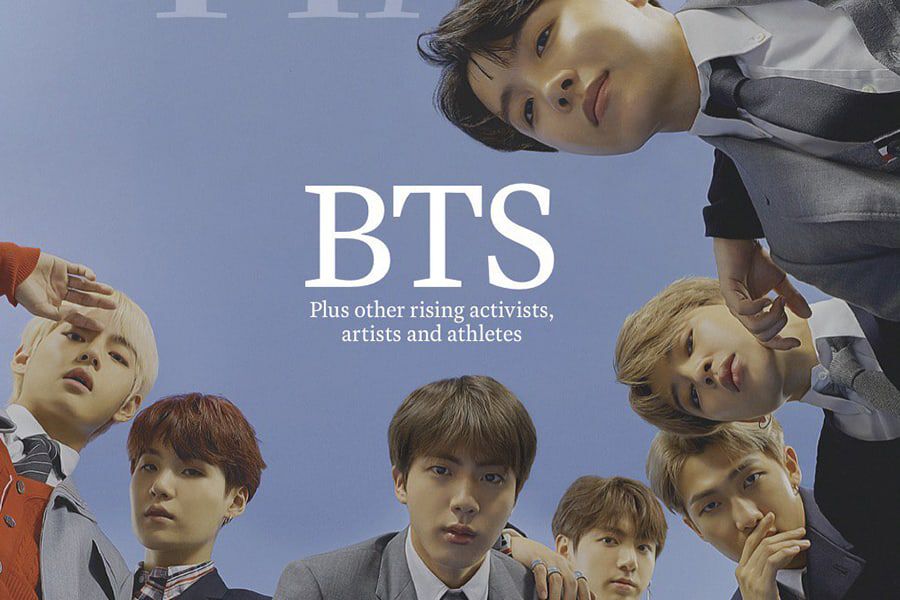 BTS
Plus other rising activists,
artists and athletes